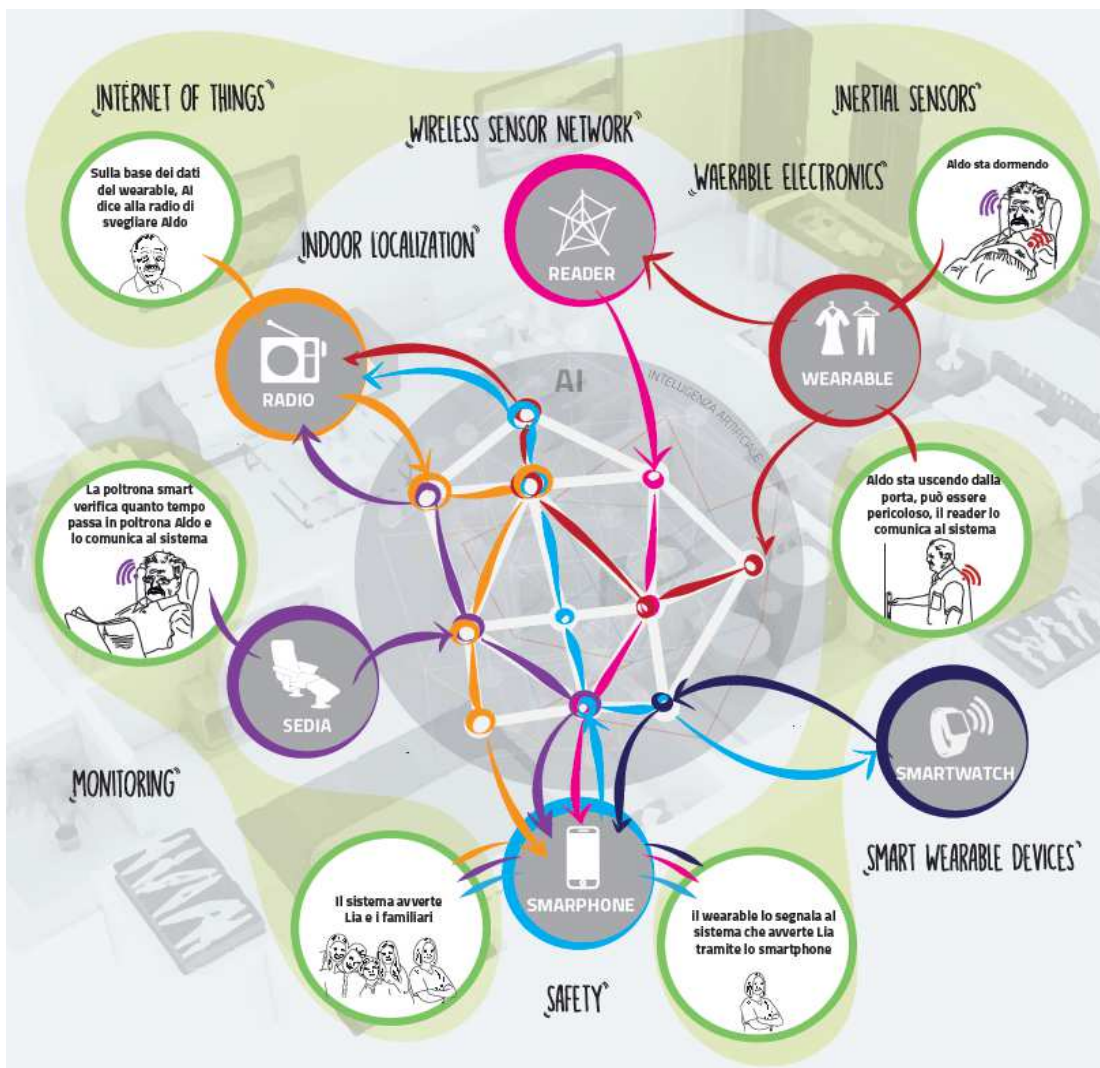 INTERNET OF THINGS
INERTIAL SENSORS
WIRELESS SENSOR NETWORK
WAERABLE ELECTRONICS
INDOOR LOCALIZATION
Sulla base dei dati
del wearable, AI
dice alla radio di
svegliare Aldo
Aldo sta dormendo
READER
RADIO
WEARABLE
AI
INTELLIGENZA ARTIFICIALE
La poltrona smart
verifica quanto tempo
passa in poltrona Aldo e
lo comunica al sistema
Aldo sta uscendo dalla
porta, può essere
pericoloso, il reader lo
comunica al sistema
SEDIA
SMARTWATCH
MONITORING
SMART WEARABLE DEVICES
Il sistema avverte
Lia e i familiari
SMARPHONE
il wearable lo segnala al
sistema che avverte Lia
tramite lo smartphone
SAFETY